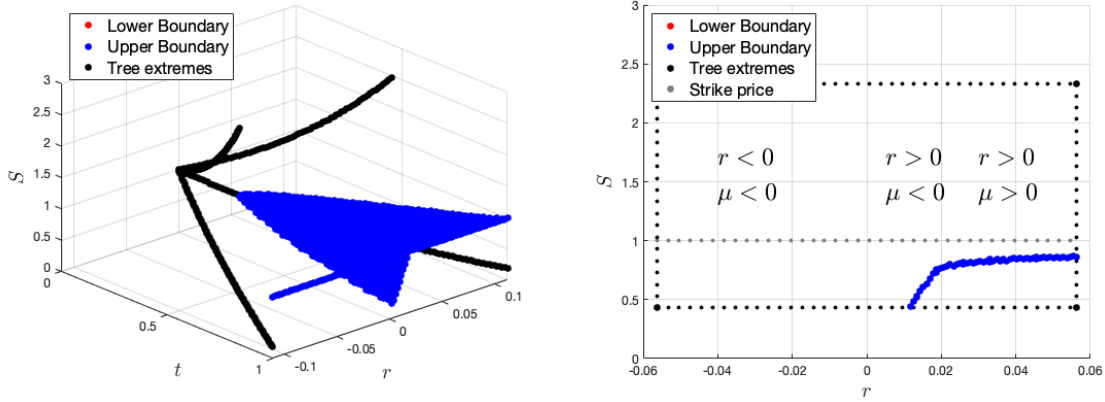 Lower Boundary
Upper Boundary
Tree extremes
3
2.5
2
1.5
1
0.5
0
S
0
0.5
1
t
-0.1
-0.05
0
0.05
0.1
r
Lower Boundary
Upper Boundary
Tree extremes
Strike price
3
2.5
2
1.5
1
0.5
0
S
r < 0 r > 0 r > 0
μ < 0 μ < 0 μ > 0
-0.06 -0.04 -0.02 0 0.02 0.04 0.06
r